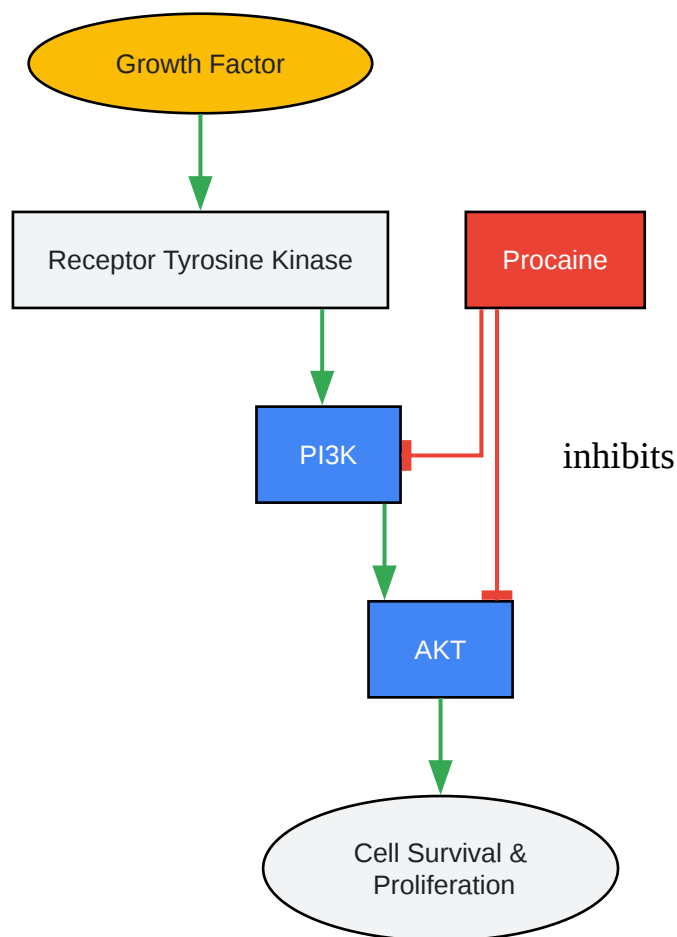 Growth Factor
Receptor Tyrosine Kinase
Procaine
PI3K
inhibits
AKT
Cell Survival &
Proliferation